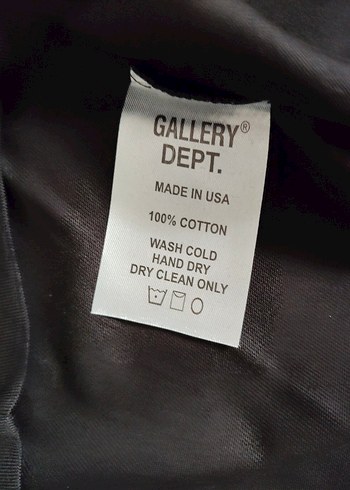 GALLERY®
DEPT.
MADE IN USA
100% COTTON
WASH COLD
HAND DRY
DRY CLEAN ONLY